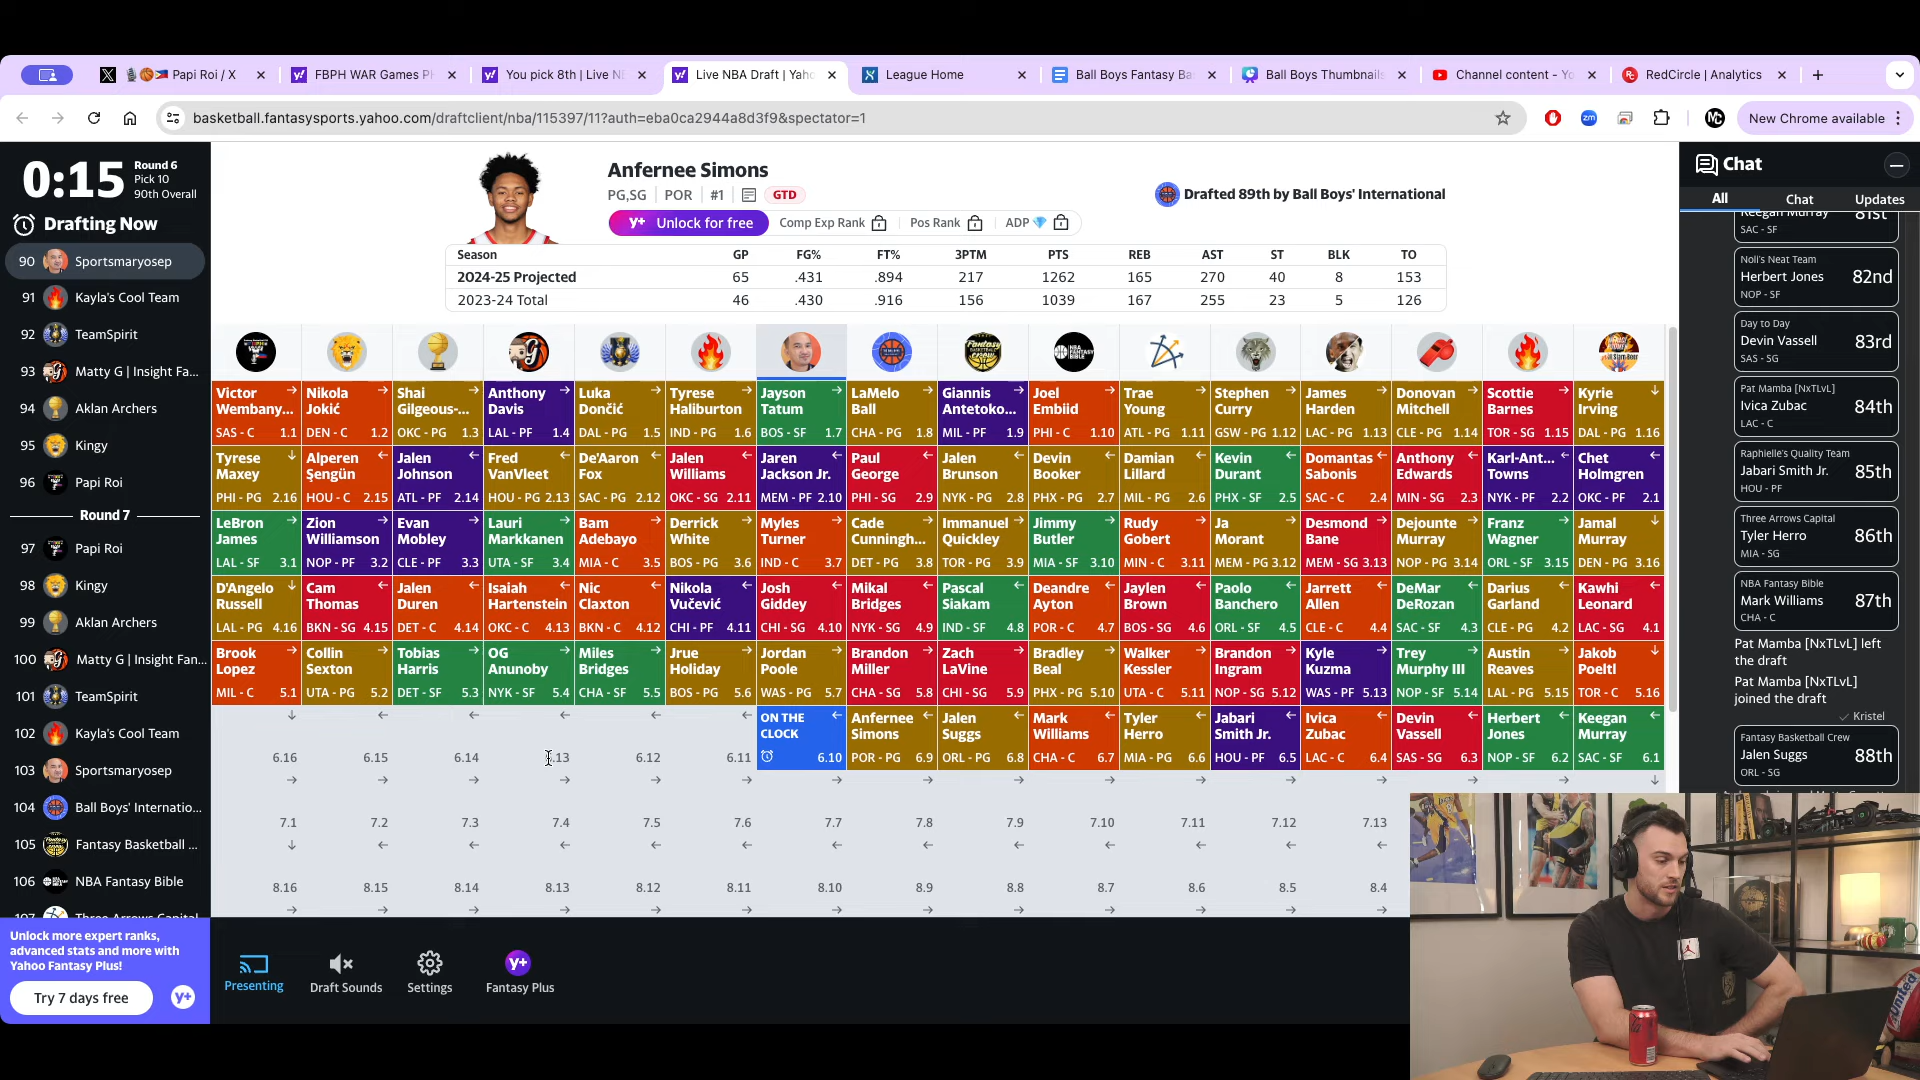 Papi Roi / X
FBPH WAR Games Ph
You pick 8th | Live N
Live NBA Draft | Yaho
League Home
Ball Boys Fantasy Ba
Ball Boys Thumbnails
Channel content - Yo
RedCircle | Analytics
basketball.fantasysports.yahoo.com/draftclient/nba/115397/11?auth=eba0ca2944a8d3f9&spectator=1
New Chrome available
0:15
Round 6
Pick 10
90th Overall
Drafting Now
90 Sportsmaryosep
91 Kayla's Cool Team
92 TeamSpirit
93 Matty G | Insight Fa...
94 Aklan Archers
95 Kingy
96 Papi Roi
Round 7
97 Papi Roi
98 Kingy
99 Aklan Archers
100 Matty G | Insight Fan...
101 TeamSpirit
102 Kayla's Cool Team
103 Sportsmaryosep
104 Ball Boys' Internatio...
105 Fantasy Basketball ...
106 NBA Fantasy Bible
107 Three Arrows Capital
Unlock more expert ranks,
advanced stats and more with
Yahoo Fantasy Plus!
Try 7 days free
y+
Anfernee Simons
PG,SG | POR | #1 GTD
y+ Unlock for free Comp Exp Rank | Pos Rank | ADP
Drafted 89th by Ball Boys' International
Season GP FG% FT% 3PTM PTS REB AST ST BLK TO
2024-25 Projected 65 .431 .894 217 1262 165 270 40 8 153
2023-24 Total 46 .430 .916 156 1039 167 255 23 5 126
Victor Wembany... SAS - C 1.1
Nikola Jokić DEN - C 1.2
Shai Gilgeous-... OKC - PG 1.3
Anthony Davis LAL - PF 1.4
Luka Dončić DAL - PG 1.5
Tyrese Haliburton IND - PG 1.6
Jayson Tatum BOS - SF 1.7
LaMelo Ball CHA - PG 1.8
Giannis Antetoko... MIL - PF 1.9
Joel Embiid PHI - C 1.10
Trae Young ATL - PG 1.11
Stephen Curry GSW - PG 1.12
James Harden LAC - PG 1.13
Donovan Mitchell CLE - PG 1.14
Scottie Barnes TOR - SG 1.15
Kyrie Irving DAL - PG 1.16
Tyrese Maxey PHI - PG 2.16
Alperen Şengün HOU - C 2.15
Jalen Johnson ATL - PF 2.14
Fred VanVleet HOU - PG 2.13
De'Aaron Fox SAC - PG 2.12
Jalen Williams OKC - SG 2.11
Jaren Jackson Jr. MEM - PF 2.10
Paul George PHI - SG 2.9
Jalen Brunson NYK - PG 2.8
Devin Booker PHX - PG 2.7
Damian Lillard MIL - PG 2.6
Kevin Durant PHX - SF 2.5
Domantas Sabonis SAC - C 2.4
Anthony Edwards MIN - SG 2.3
Karl-Ant... Towns NYK - PF 2.2
Chet Holmgren OKC - PF 2.1
LeBron James LAL - SF 3.1
Zion Williamson NOP - PF 3.2
Evan Mobley CLE - PF 3.3
Lauri Markkanen UTA - SF 3.4
Bam Adebayo MIA - C 3.5
Derrick White BOS - PG 3.6
Myles Turner IND - C 3.7
Cade Cunningh... DET - PG 3.8
Immanuel Quickley TOR - PG 3.9
Jimmy Butler MIA - SF 3.10
Rudy Gobert MIN - C 3.11
Ja Morant MEM - PG 3.12
Desmond Bane MEM - SG 3.13
Dejounte Murray NOP - PG 3.14
Franz Wagner ORL - SF 3.15
Jamal Murray DEN - PG 3.16
D'Angelo Russell LAL - PG 4.16
Cam Thomas BKN - SG 4.15
Jalen Duren DET - C 4.14
Isaiah Hartenstein OKC - C 4.13
Nic Claxton BKN - C 4.12
Nikola Vučević CHI - PF 4.11
Josh Giddey CHI - SG 4.10
Mikal Bridges NYK - SG 4.9
Pascal Siakam IND - SF 4.8
Deandre Ayton POR - C 4.7
Jaylen Brown BOS - SG 4.6
Paolo Banchero ORL - SF 4.5
Jarrett Allen CLE - C 4.4
DeMar DeRozan SAC - SF 4.3
Darius Garland CLE - PG 4.2
Kawhi Leonard LAC - SG 4.1
Brook Lopez MIL - C 5.1
Collin Sexton UTA - PG 5.2
Tobias Harris DET - SF 5.3
OG Anunoby NYK - SF 5.4
Miles Bridges CHA - SF 5.5
Jrue Holiday BOS - PG 5.6
Jordan Poole WAS - PG 5.7
Brandon Miller CHA - SG 5.8
Zach LaVine CHI - SG 5.9
Bradley Beal PHX - PG 5.10
Walker Kessler UTA - C 5.11
Brandon Ingram NOP - SG 5.12
Kyle Kuzma WAS - PF 5.13
Trey Murphy III NOP - SF 5.14
Austin Reaves LAL - PG 5.15
Jakob Poeltl TOR - C 5.16
6.16 6.15 6.14 6.13 6.12 6.11
ON THE CLOCK 6.10
Anfernee Simons POR - PG 6.9
Jalen Suggs ORL - PG 6.8
Mark Williams CHA - C 6.7
Tyler Herro MIA - PG 6.6
Jabari Smith Jr. HOU - PF 6.5
Ivica Zubac LAC - C 6.4
Devin Vassell SAS - SG 6.3
Herbert Jones NOP - SF 6.2
Keegan Murray SAC - SF 6.1
7.1 7.2 7.3 7.4 7.5 7.6 7.7 7.8 7.9 7.10 7.11 7.12 7.13
8.16 8.15 8.14 8.13 8.12 8.11 8.10 8.9 8.8 8.7 8.6 8.5 8.4
Presenting
Draft Sounds
Settings
Fantasy Plus
Chat
All Chat Updates
Keegan Murray 81st
SAC - SF
Noli's Neat Team
Herbert Jones 82nd
NOP - SF
Day to Day
Devin Vassell 83rd
SAS - SG
Pat Mamba [NxTLvL]
Ivica Zubac 84th
LAC - C
Raphielle's Quality Team
Jabari Smith Jr. 85th
HOU - PF
Three Arrows Capital
Tyler Herro 86th
MIA - SG
NBA Fantasy Bible
Mark Williams 87th
CHA - C
Pat Mamba [NxTLvL] left
the draft
Pat Mamba [NxTLvL]
joined the draft
Kristel
Fantasy Basketball Crew
Jalen Suggs 88th
ORL - SG